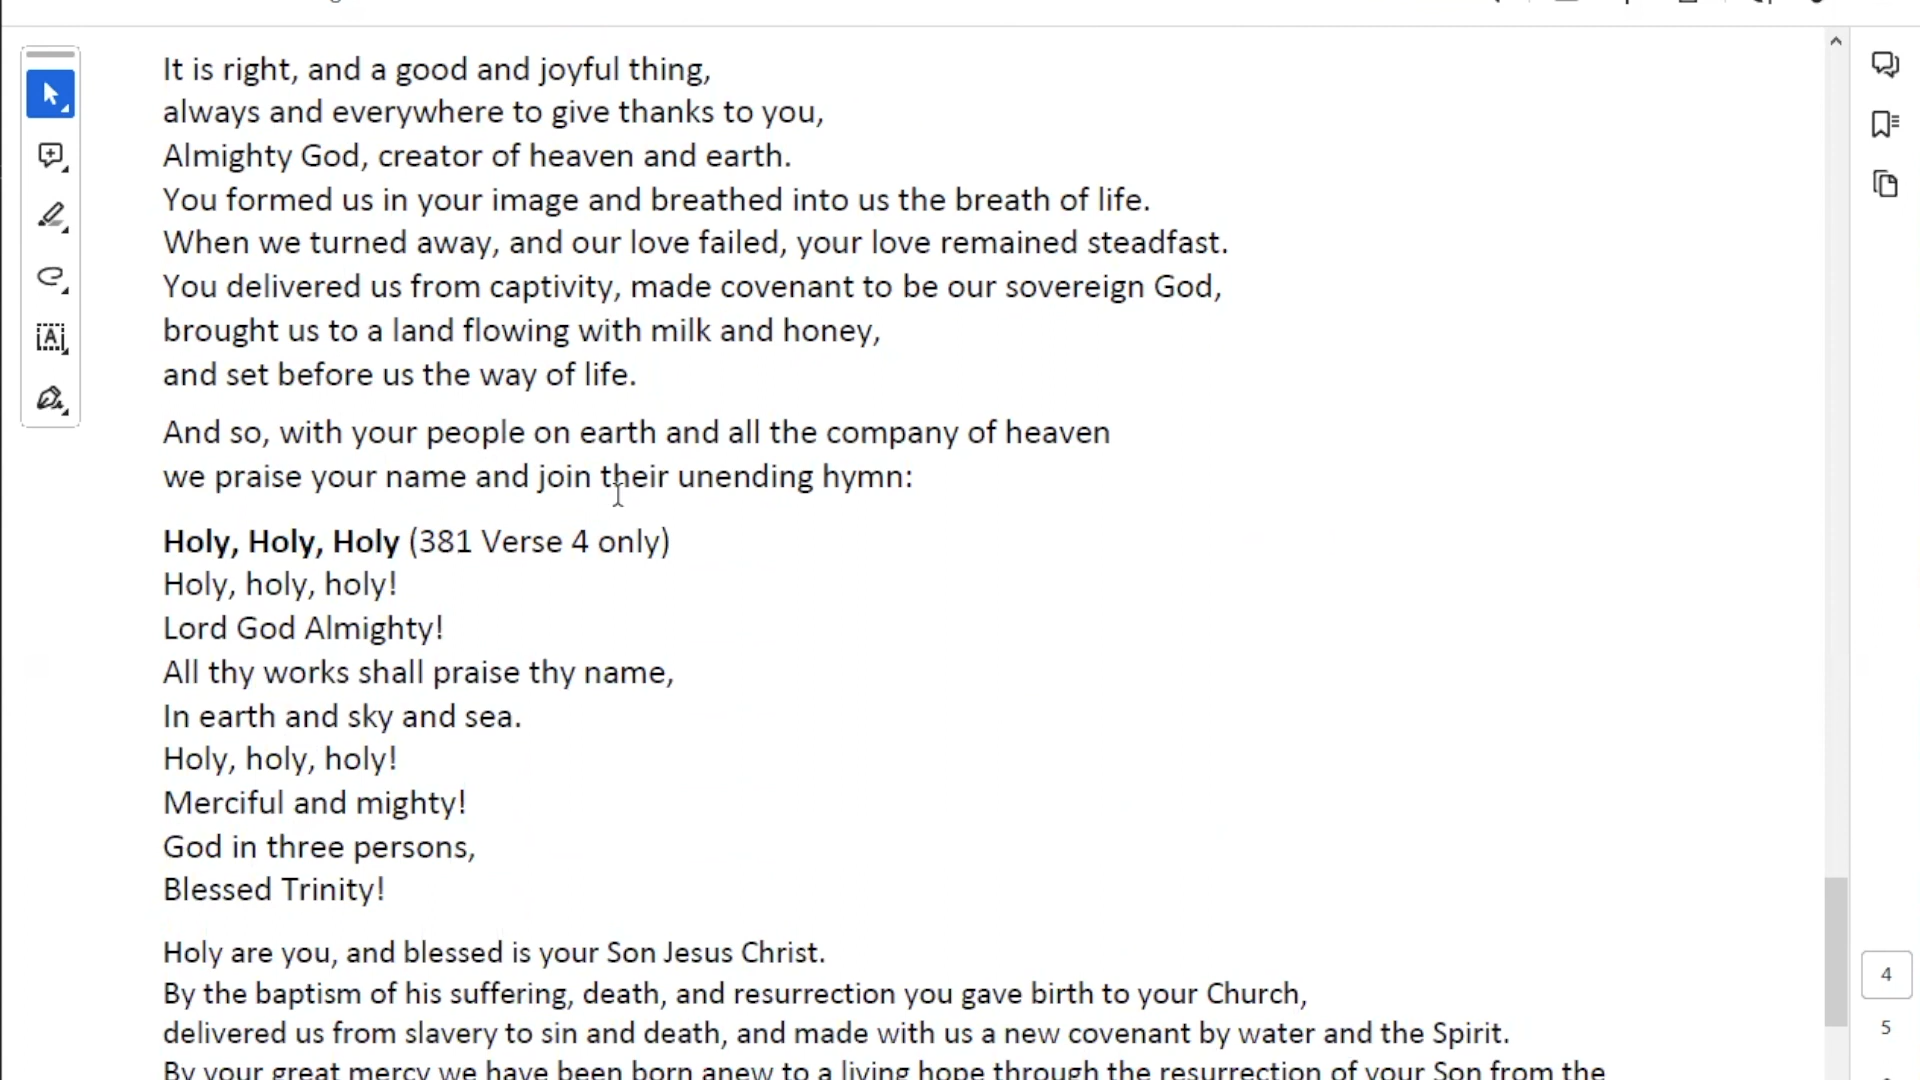 It is right, and a good and joyful thing,
always and everywhere to give thanks to you,
Almighty God, creator of heaven and earth.
You formed us in your image and breathed into us the breath of life.
When we turned away, and our love failed, your love remained steadfast.
You delivered us from captivity, made covenant to be our sovereign God,
brought us to a land flowing with milk and honey,
and set before us the way of life.
And so, with your people on earth and all the company of heaven
we praise your name and join their unending hymn:
Holy, Holy, Holy (381 Verse 4 only)
Holy, holy, holy!
Lord God Almighty!
All thy works shall praise thy name,
In earth and sky and sea.
Holy, holy, holy!
Merciful and mighty!
God in three persons,
Blessed Trinity!
Holy are you, and blessed is your Son Jesus Christ.
By the baptism of his suffering, death, and resurrection you gave birth to your Church,
delivered us from slavery to sin and death, and made with us a new covenant by water and the Spirit.
By your great mercy we have been born anew to a living hope through the resurrection of your Son from the
4
5